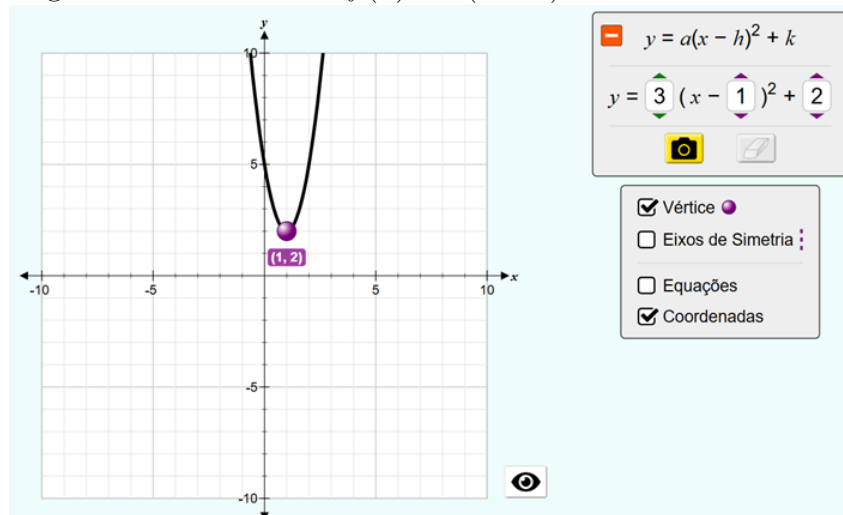 y
10
5
(1, 2)
x
-10
-5
5
10
-5
-10
y = a(x − h)² + k
y = 3 ( x − 1 )² + 2
Vértice
Eixos de Simetria
Equações
Coordenadas